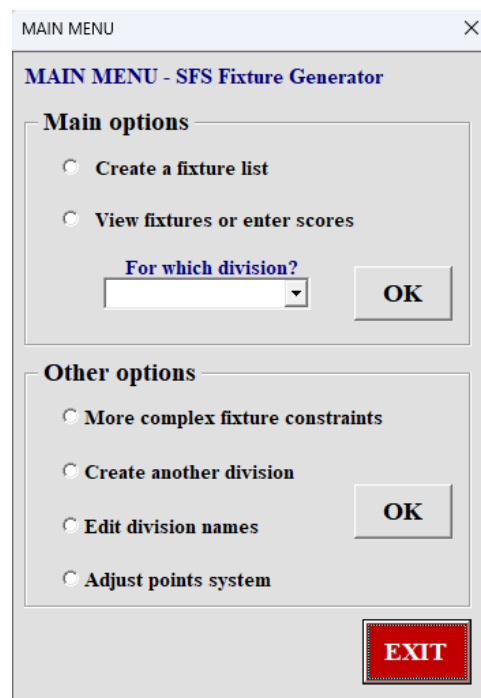 MAIN MENU
MAIN MENU - SFS Fixture Generator
Main options
Create a fixture list
View fixtures or enter scores
For which division?
OK
Other options
More complex fixture constraints
Create another division
OK
Edit division names
Adjust points system
EXIT